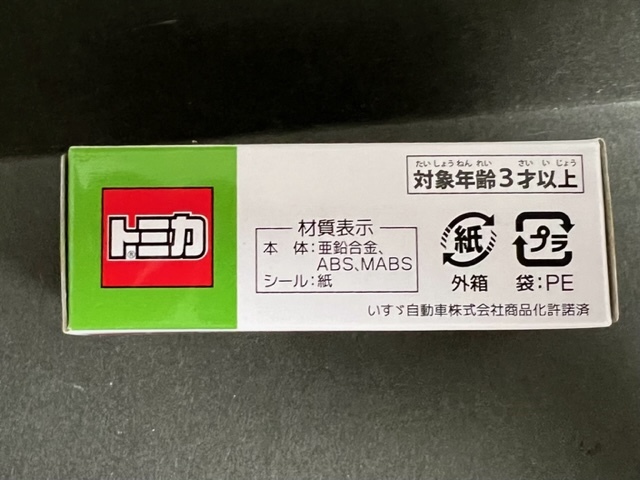 トミカ®
たいしょうねんれい さいいじょう
対象年齢3才以上
材質表示
本 体:亜鉛合金、
ABS、MABS
シール:紙
紙
外箱
プラ
袋:PE
いすゞ自動車株式会社商品化許諾済